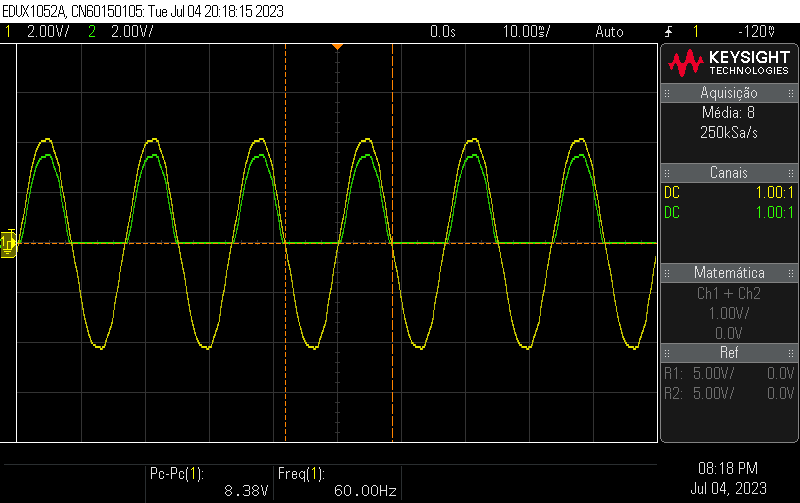 EDUX1052A, CN60150105: Tue Jul 04 20:18:15 2023
1 2.00V/ 2 2.00V/ 0.0s 10.00ms/ Auto 1 -120mV
KEYSIGHT
TECHNOLOGIES
Aquisição
Média: 8
250kSa/s
Canais
DC 1.00:1
DC 1.00:1
Matemática
Ch1 + Ch2
1.00V/
0.0V
Ref
R1: 5.00V/ 0.0V
R2: 5.00V/ 0.0V
Pc-Pc(1): Freq(1):
8.38V 60.00Hz
08:18 PM
Jul 04, 2023